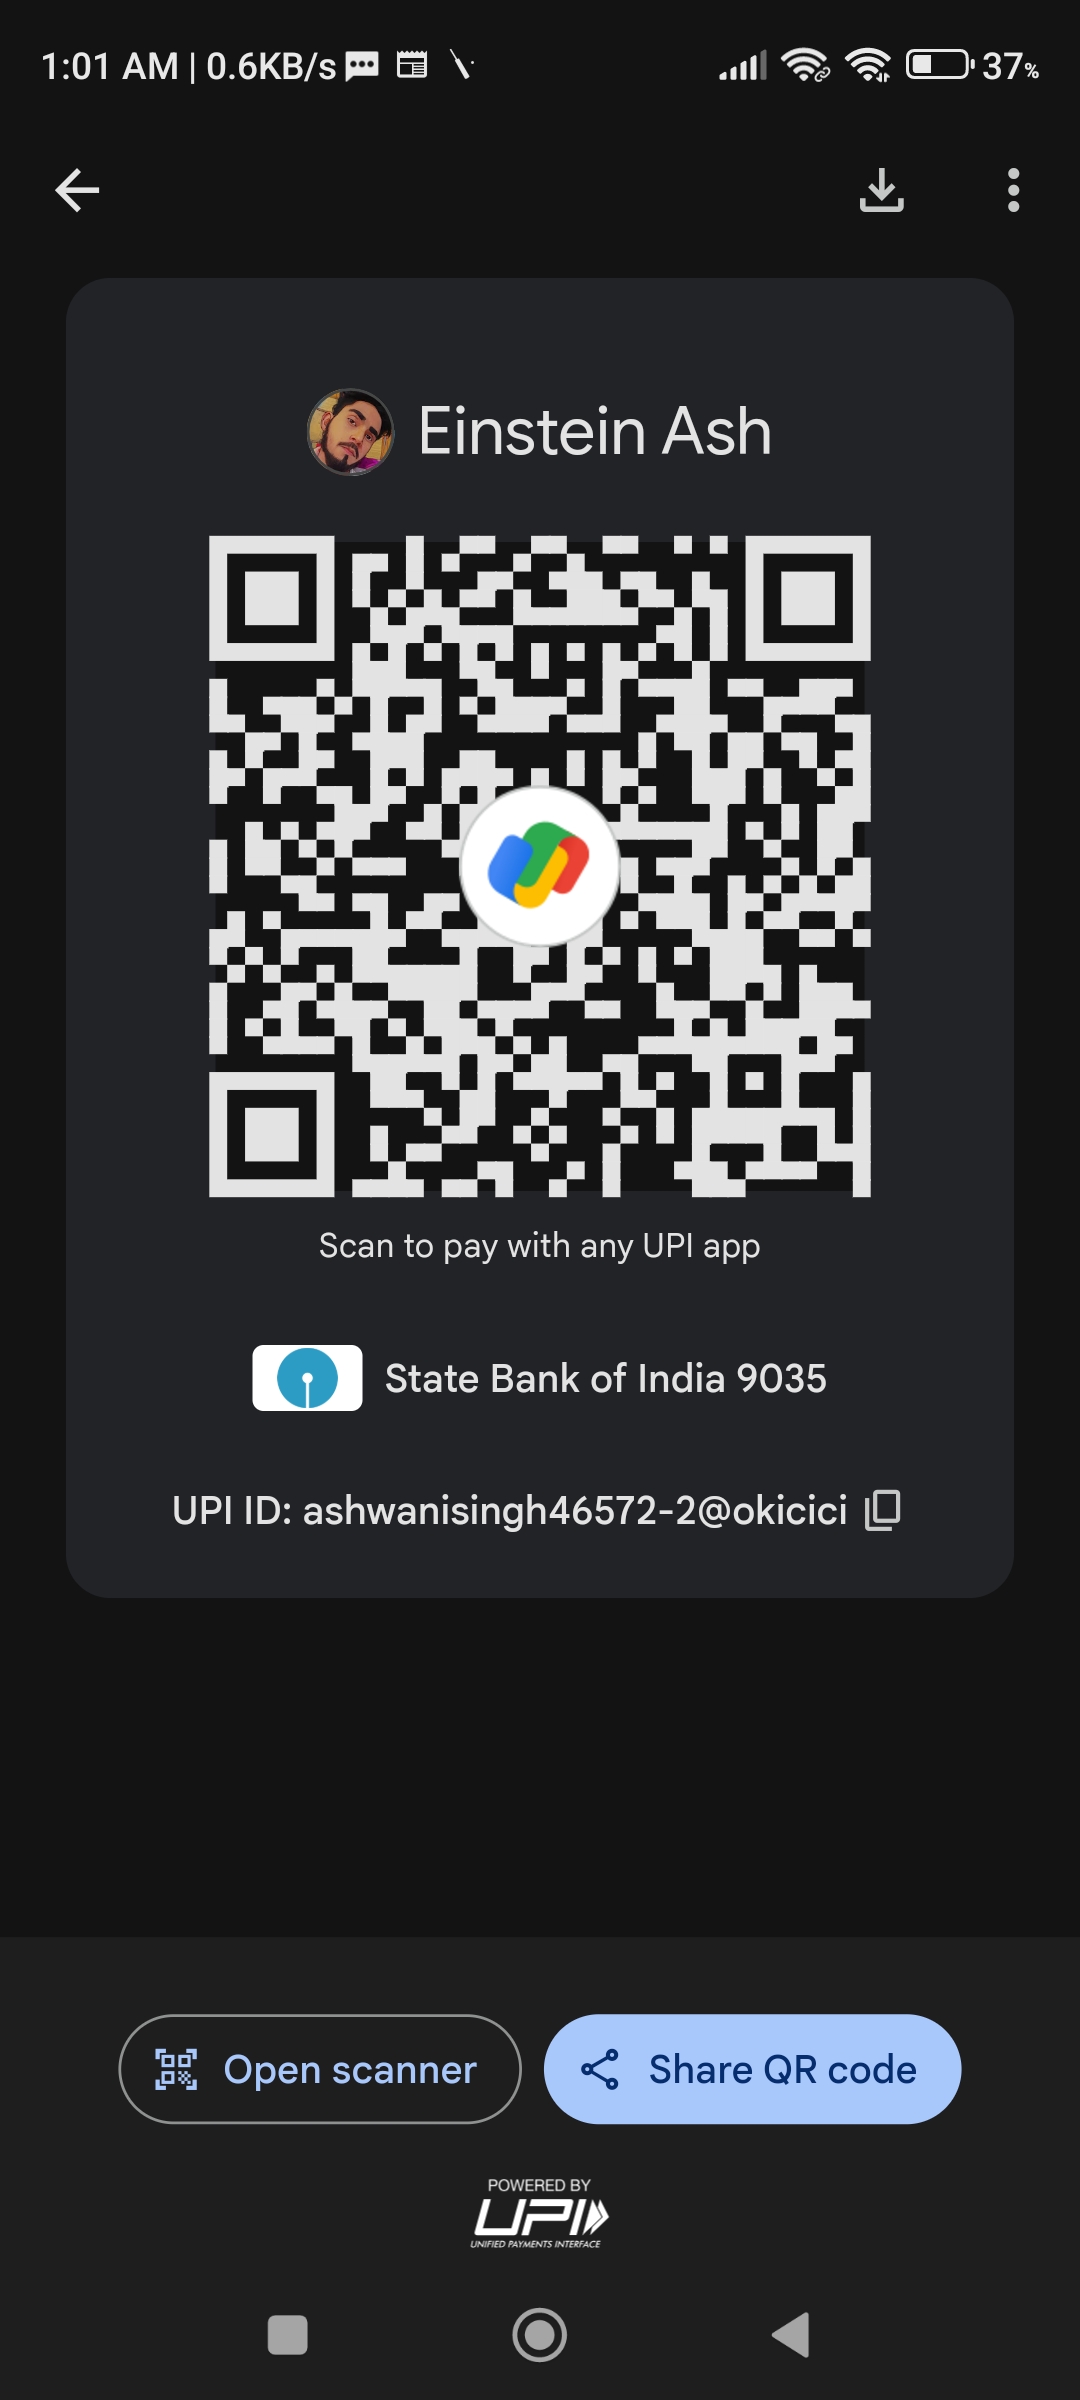 1:01 AM | 0.6KB/s 37%
Einstein Ash
Scan to pay with any UPI app
State Bank of India 9035
UPI ID: ashwanisingh46572-2@okicici
Open scanner
Share QR code
POWERED BY
UPI
UNIFIED PAYMENTS INTERFACE